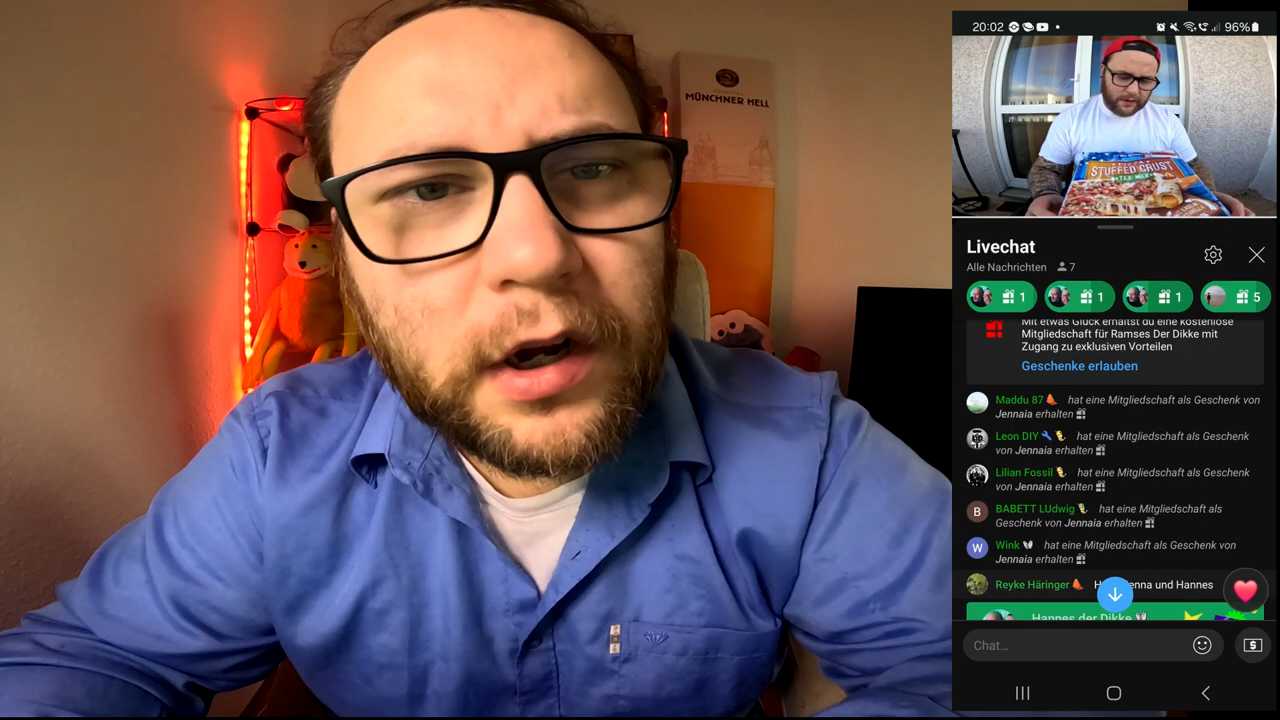 MÜNCHNER HELL
20:02
96%
STUFFED CRUST
TEX-MEX
Livechat
Alle Nachrichten 7
1
1
1
5
Mit etwas Glück erhältst du eine kostenlose
Mitgliedschaft für Ramses Der Dikke mit
Zugang zu exklusiven Vorteilen
Geschenke erlauben
Maddu 87 hat eine Mitgliedschaft als Geschenk von
Jennaia erhalten
Leon DIY hat eine Mitgliedschaft als Geschenk
von Jennaia erhalten
Lilian Fossil hat eine Mitgliedschaft als Geschenk
von Jennaia erhalten
B
BABETT LUdwig hat eine Mitgliedschaft als
Geschenk von Jennaia erhalten
W
Wink hat eine Mitgliedschaft als Geschenk von
Jennaia erhalten
Reyke Häringer enna und Hannes
Hannes der Dikke
Chat...